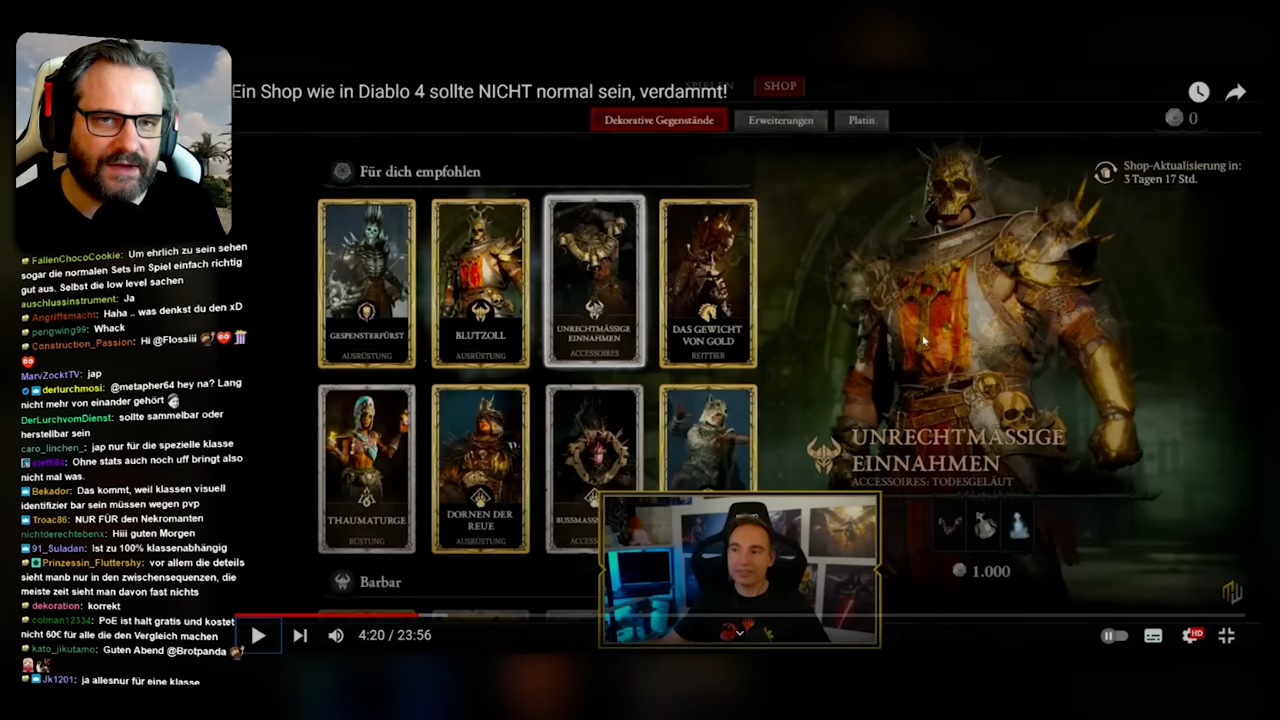 Ein Shop wie in Diablo 4 sollte NICHT normal sein, verdammt!
SPIELEN
SHOP
Dekorative Gegenstände
Erweiterungen
Platin
0
Für dich empfohlen
Shop-Aktualisierung in:
3 Tagen 17 Std.
GESPENSTERFÜRST
AUSRÜSTUNG
BLUTZOLL
AUSRÜSTUNG
UNRECHTMÄSSIGE
EINNAHMEN
ACCESSOIRES
DAS GEWICHT
VON GOLD
REITTIER
THAUMATURGE
RÜSTUNG
DORNEN DER
REUE
AUSRÜSTUNG
UNRECHTMÄSSIGE
EINNAHMEN
ACCESSOIRES: TODESGELÄUT
1.000
Barbar
4:20 / 23:56
HD
FallenChocoCookie: Um ehrlich zu sein sehen
sogar die normalen Sets im Spiel einfach richtig
gut aus. Selbst die low level sachen
auschlussinstrument: Ja
Angriffsmacht: Haha .. was denkst du den xD
pengwing99: Whack
Construction_Passion: Hi @Flossiii
MarvZocktTV: jap
derlurchmosi: @metapher64 hey na? Lang
nicht mehr von einander gehört
DerLurchvomDienst: sollte sammelbar oder
herstellbar sein
caro_linchen_: jap nur für die spezielle klasse
steffi84: Ohne stats auch noch uff bringt also
nicht mal was.
Bekador: Das kommt, weil klassen visuell
identifizier bar sein müssen wegen pvp
Troac86: NUR FÜR den Nekromanten
nichtderechtebenx: Hiii guten Morgen
91_Suladan: Ist zu 100% klassenabhängig
Prinzessin_Fluttershy: vor allem die deteils
sieht manb nur in den zwischensequenzen, die
meiste zeit sieht man davon fast nichts
dekoration: korrekt
colman12334: PoE ist halt gratis und kostet
nicht 60€ für alle die den Vergleich machen
kato_jikutamo: Guten Abend @Brotpanda
Jk1201: ja allesnur für eine klasse